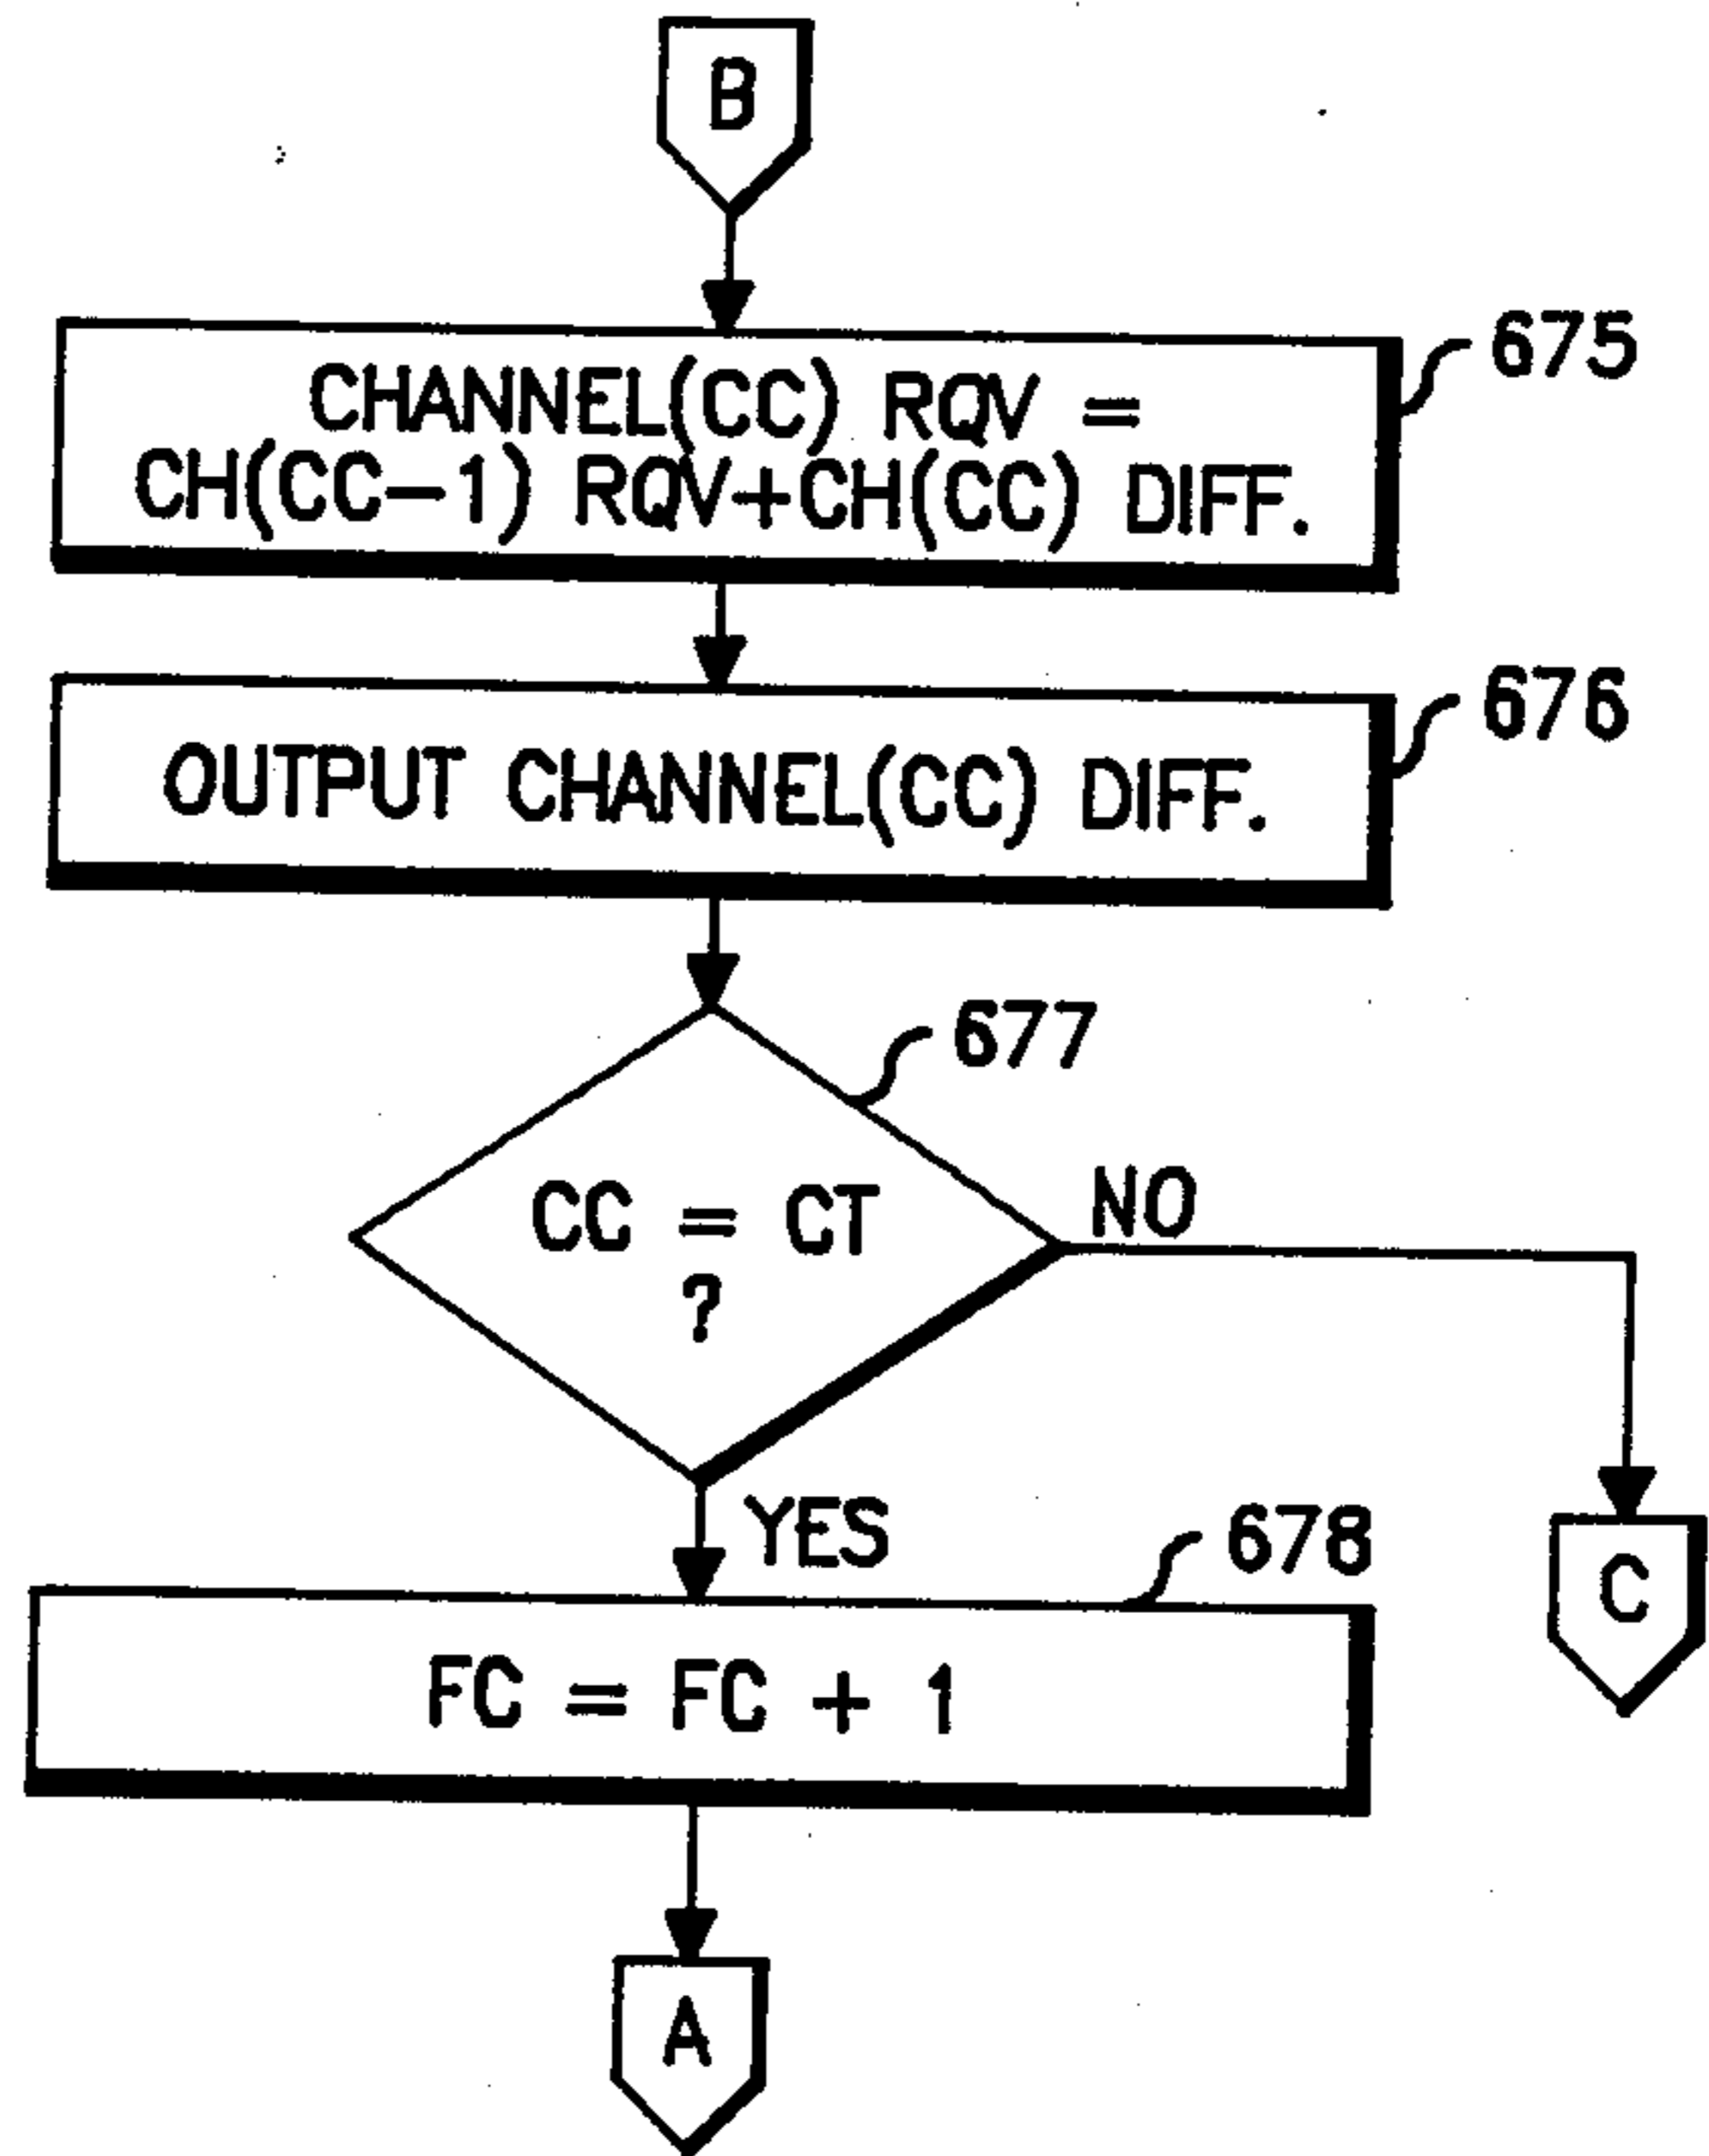 B
675
CHANNEL(CC) RQV =
CH(CC-1) RQV+CH(CC) DIFF.
676
OUTPUT CHANNEL(CC) DIFF.
677
CC = CT
?
NO
YES
678
C
FC = FC + 1
A